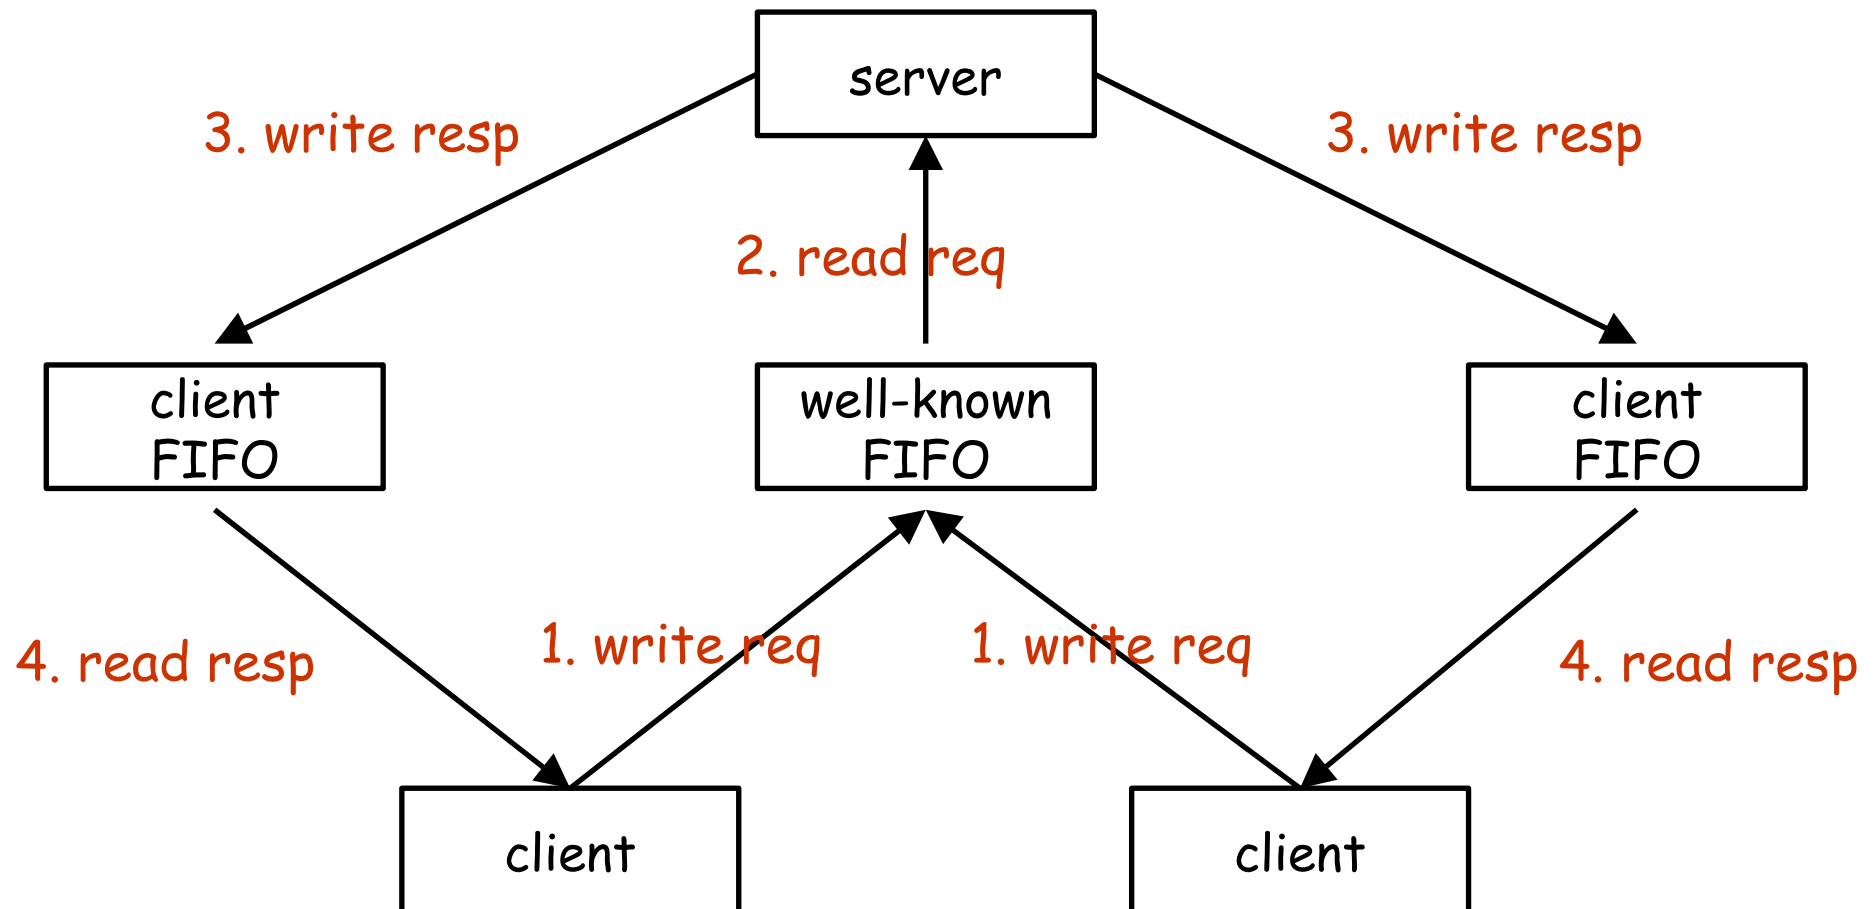 server
3. write resp
3. write resp
2. read req
client
FIFO
well-known
FIFO
client
FIFO
4. read resp
1. write req
1. write req
4. read resp
client
client